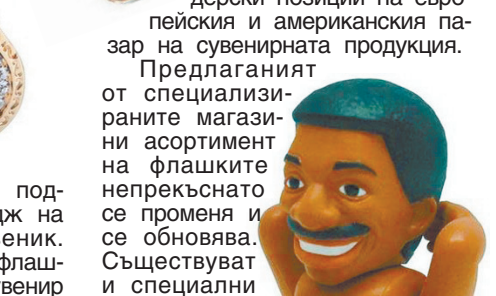 под-
дж на
еник.
флаш-
венир
дерски позиции на евро-
пейския и американския па-
зар на сувенирната продукция.
Предлаганият
от специализи-
раните магази-
ни асортимент
на флашките
непрекъснато
се променя и
се обновява.
Съществуват
и специални